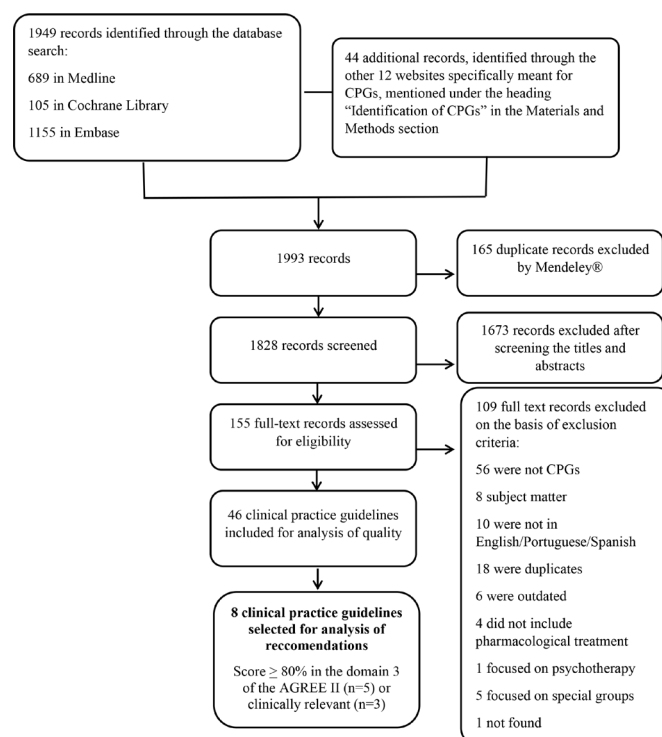 1949 records identified through the database
search:
689 in Medline
105 in Cochrane Library
1155 in Embase
44 additional records, identified through the
other 12 websites specifically meant for
CPGs, mentioned under the heading
“Identification of CPGs” in the Materials and
Methods section
1993 records
165 duplicate records excluded
by Mendeley®
1828 records screened
1673 records excluded after
screening the titles and
abstracts
155 full-text records assessed
for eligibility
109 full text records excluded
on the basis of exclusion
criteria:
56 were not CPGs
8 subject matter
10 were not in
English/Portuguese/Spanish
18 were duplicates
6 were outdated
4 did not include
pharmacological treatment
1 focused on psychotherapy
5 focused on special groups
1 not found
46 clinical practice guidelines
included for analysis of quality
8 clinical practice guidelines
selected for analysis of
reccomendations
Score ≥ 80% in the domain 3
of the AGREE II (n=5) or
clinically relevant (n=3)